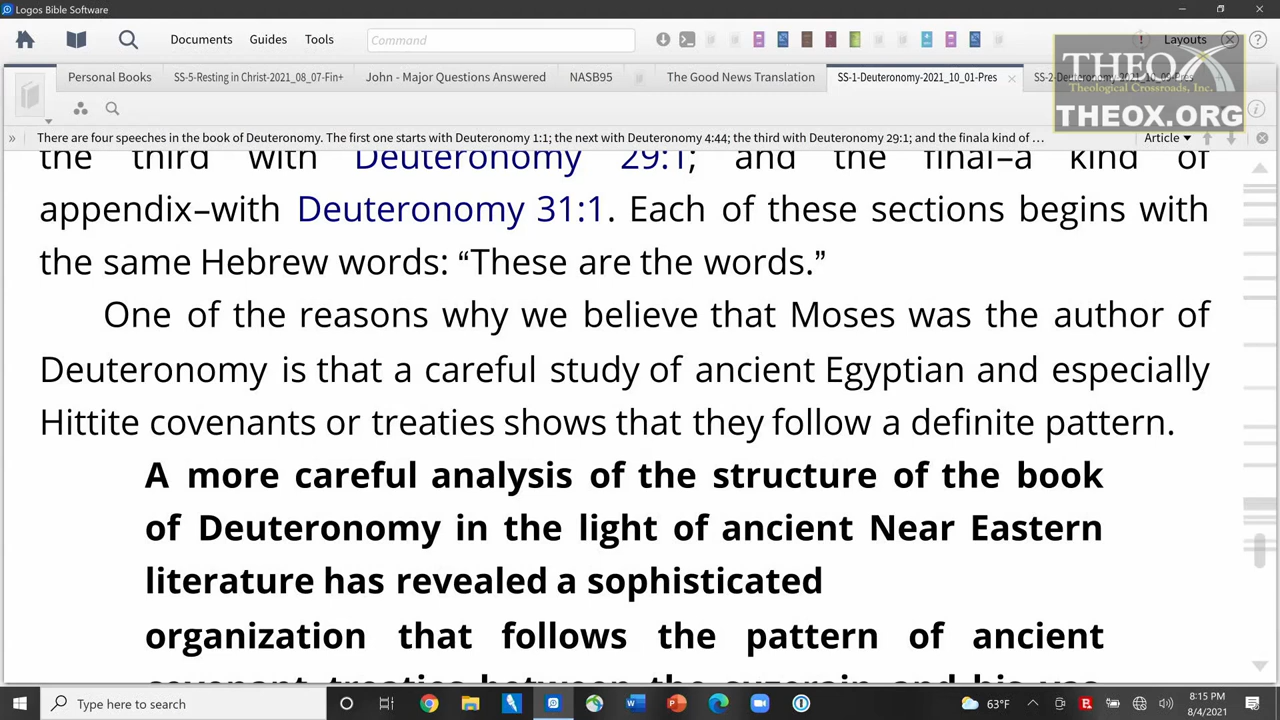 Logos Bible Software
Documents Guides Tools Command Layouts
THEOX
Theological Crossroads, Inc.
THEOX.ORG
Personal Books SS-5-Resting in Christ-2021_08_07-Fin+ John - Major Questions Answered NASB95 The Good News Translation SS-1-Deuteronomy-2021_10_01-Pres
» There are four speeches in the book of Deuteronomy. The first one starts with Deuteronomy 1:1; the next with Deuteronomy 4:44; the third with Deuteronomy 29:1; and the finala kind of ... Article
the third with Deuteronomy 29:1; and the final–a kind of
appendix–with Deuteronomy 31:1. Each of these sections begins with
the same Hebrew words: “These are the words.”
One of the reasons why we believe that Moses was the author of
Deuteronomy is that a careful study of ancient Egyptian and especially
Hittite covenants or treaties shows that they follow a definite pattern.
A more careful analysis of the structure of the book
of Deuteronomy in the light of ancient Near Eastern
literature has revealed a sophisticated
organization that follows the pattern of ancient
covenant treaties between the suzerain and his vas
Type here to search 63°F 8:15 PM
8/4/2021